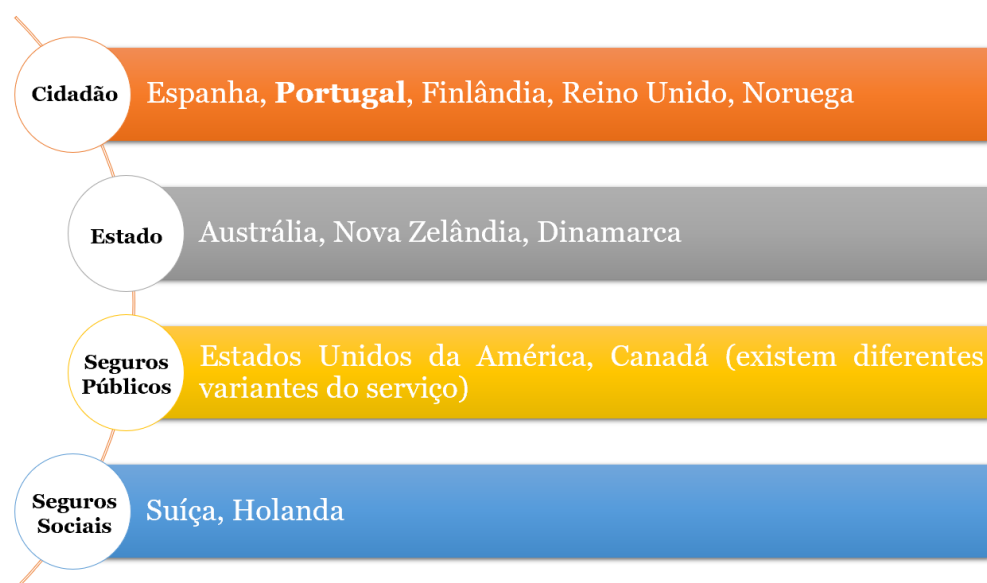 Cidadão
Espanha, Portugal, Finlândia, Reino Unido, Noruega
Estado
Austrália, Nova Zelândia, Dinamarca
Seguros
Públicos
Estados Unidos da América, Canadá (existem diferentes
variantes do serviço)
Seguros
Sociais
Suíça, Holanda